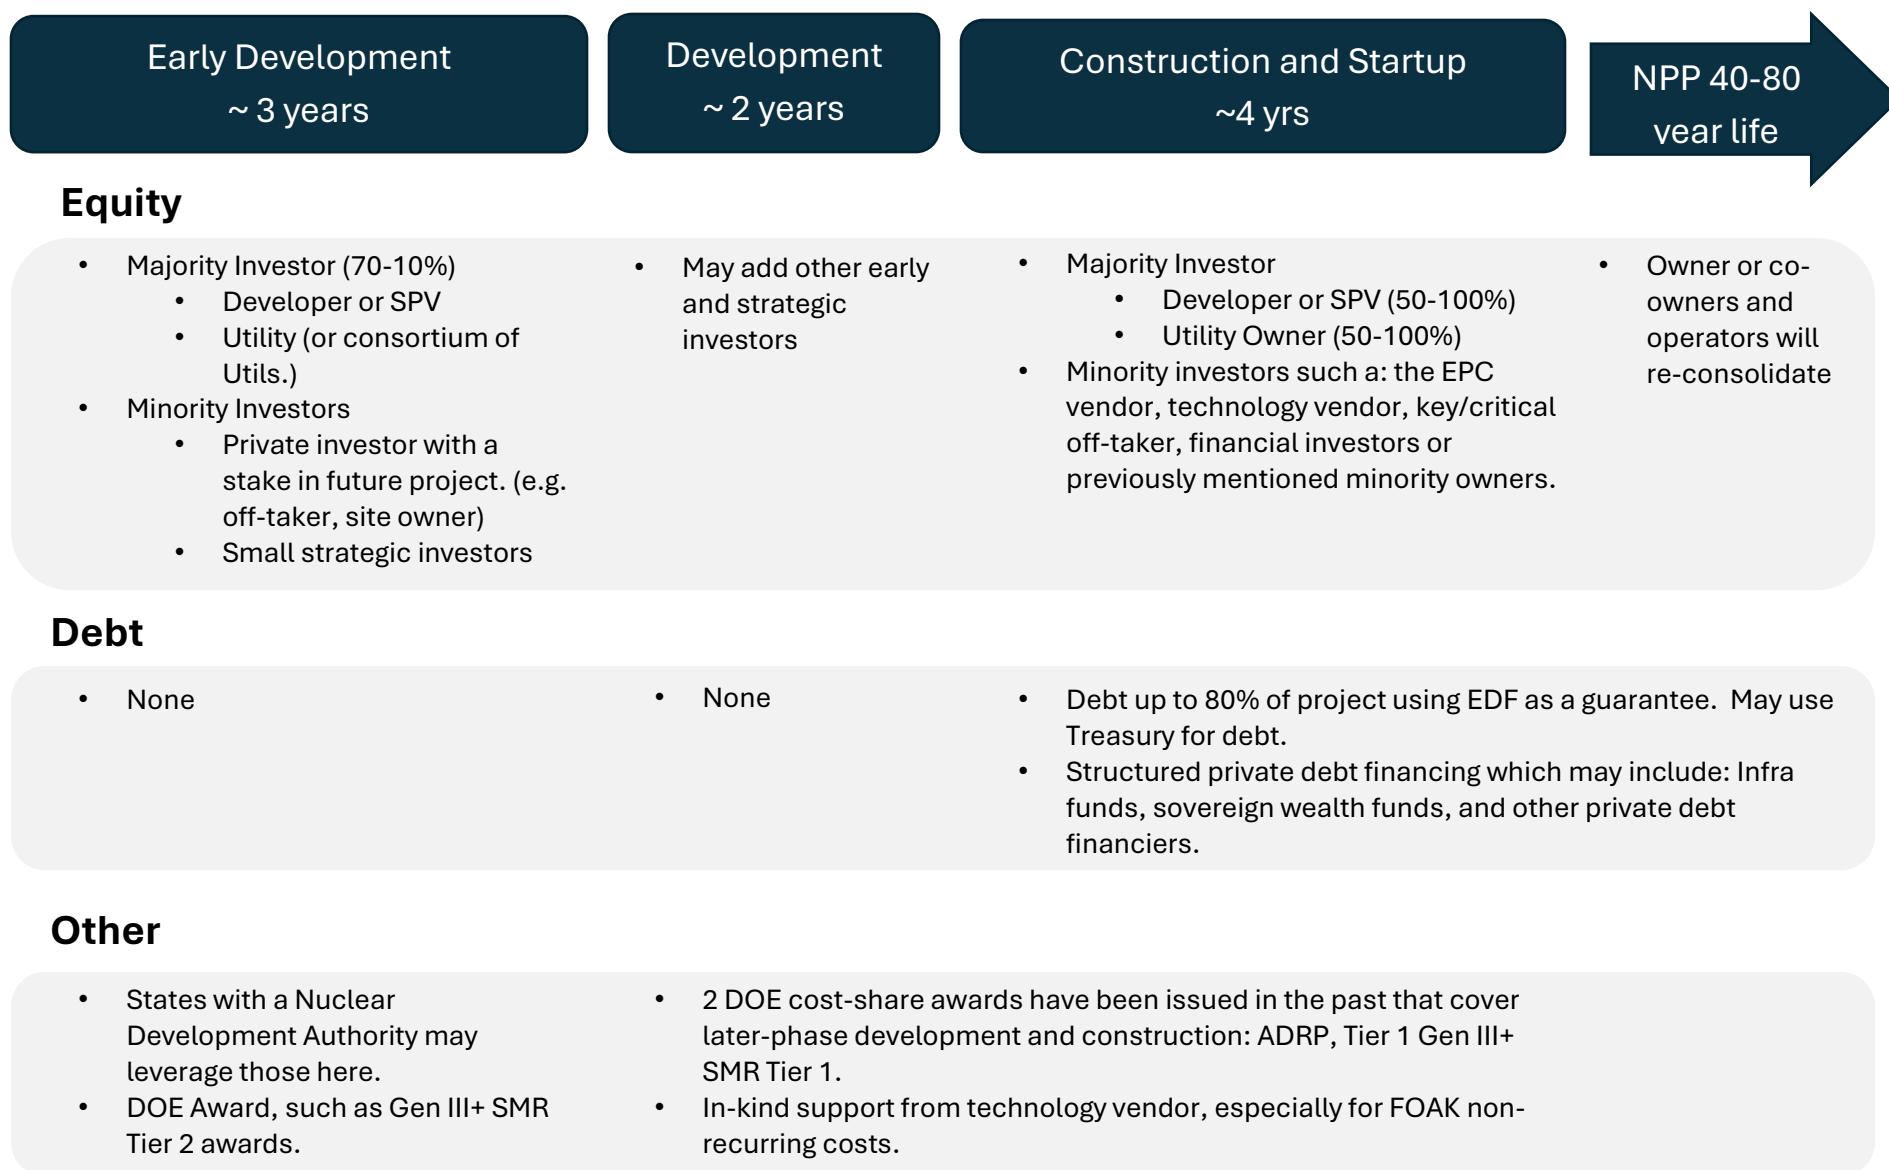 Early Development
~ 3 years
Development
~ 2 years
Construction and Startup
~4 yrs
NPP 40-80
year life
Equity
• Majority Investor (70-10%)
• Developer or SPV
• Utility (or consortium of
Utils.)
• Minority Investors
• Private investor with a
stake in future project. (e.g.
off-taker, site owner)
• Small strategic investors
• May add other early
and strategic
investors
• Majority Investor
• Developer or SPV (50-100%)
• Utility Owner (50-100%)
• Minority investors such a: the EPC
vendor, technology vendor, key/critical
off-taker, financial investors or
previously mentioned minority owners.
• Owner or co-
owners and
operators will
re-consolidate
Debt
• None
• None
• Debt up to 80% of project using EDF as a guarantee. May use
Treasury for debt.
• Structured private debt financing which may include: Infra
funds, sovereign wealth funds, and other private debt
financiers.
Other
• States with a Nuclear
Development Authority may
leverage those here.
• DOE Award, such as Gen III+ SMR
Tier 2 awards.
• 2 DOE cost-share awards have been issued in the past that cover
later-phase development and construction: ADRP, Tier 1 Gen III+
SMR Tier 1.
• In-kind support from technology vendor, especially for FOAK non-
recurring costs.